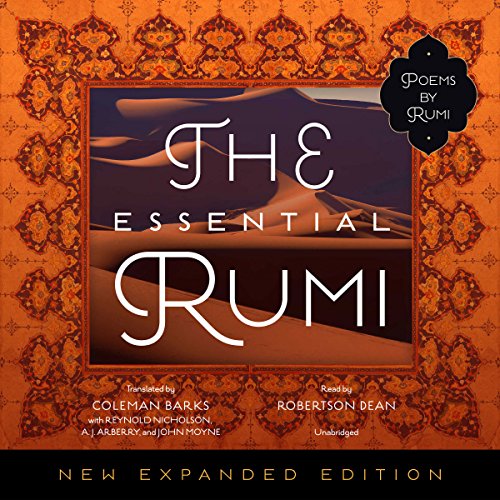 POEMS
BY
RUMI
THE
ESSENTIAL
RUMI
Translated by
COLEMAN BARKS
with REYNOLD NICHOLSON,
A. J. ARBERRY, and JOHN MOYNE
Read by
ROBERTSON DEAN
Unabridged
NEW EXPANDED EDITION